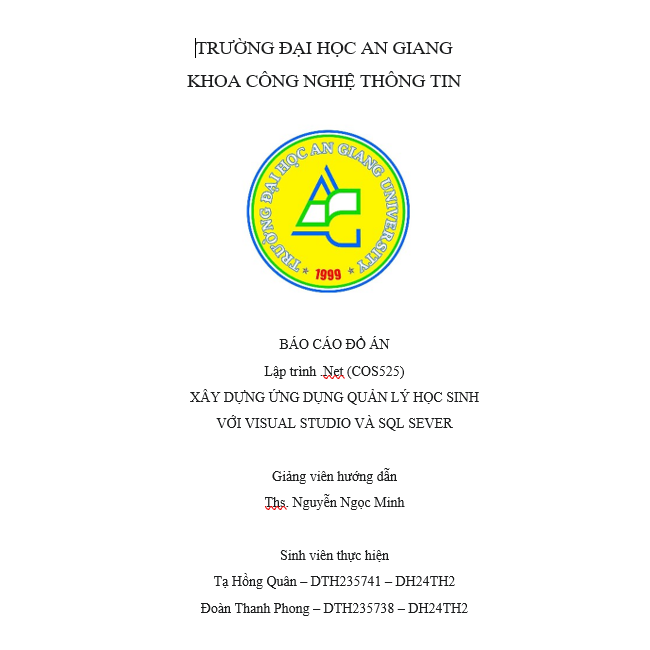 TRƯỜNG ĐẠI HỌC AN GIANG
KHOA CÔNG NGHỆ THÔNG TIN
TRƯỜNG ĐẠI HỌC AN GIANG UNIVERSITY
★ 1999 ★
BÁO CÁO ĐỒ ÁN
Lập trình .Net (COS525)
XÂY DỰNG ỨNG DỤNG QUẢN LÝ HỌC SINH
VỚI VISUAL STUDIO VÀ SQL SEVER
Giảng viên hướng dẫn
Ths. Nguyễn Ngọc Minh
Sinh viên thực hiện
Tạ Hồng Quân – DTH235741 – DH24TH2
Đoàn Thanh Phong – DTH235738 – DH24TH2